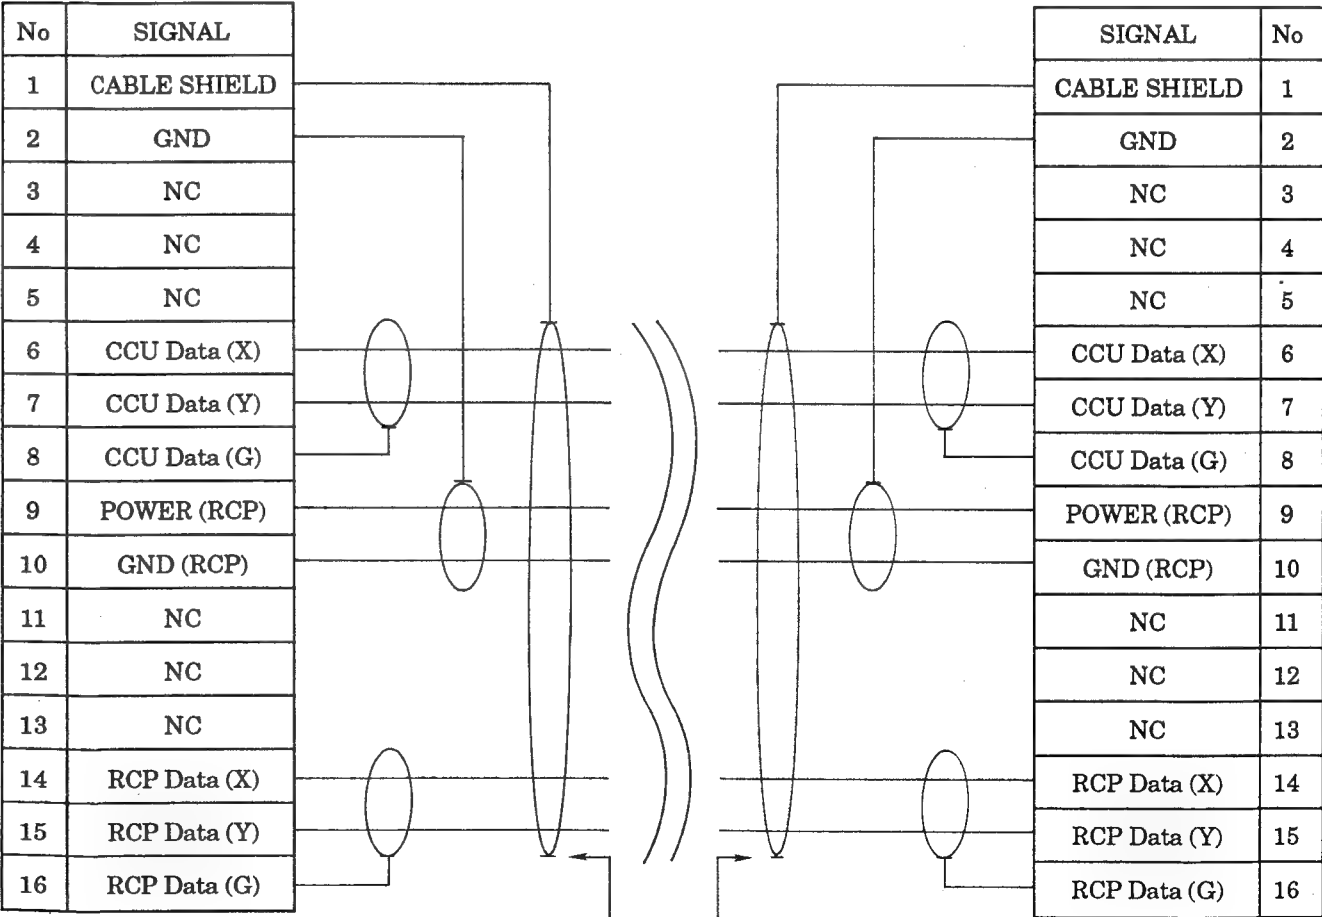 No SIGNAL
1 CABLE SHIELD
2 GND
3 NC
4 NC
5 NC
6 CCU Data (X)
7 CCU Data (Y)
8 CCU Data (G)
9 POWER (RCP)
10 GND (RCP)
11 NC
12 NC
13 NC
14 RCP Data (X)
15 RCP Data (Y)
16 RCP Data (G)
SIGNAL No
CABLE SHIELD 1
GND 2
NC 3
NC 4
NC 5
CCU Data (X) 6
CCU Data (Y) 7
CCU Data (G) 8
POWER (RCP) 9
GND (RCP) 10
NC 11
NC 12
NC 13
RCP Data (X) 14
RCP Data (Y) 15
RCP Data (G) 16